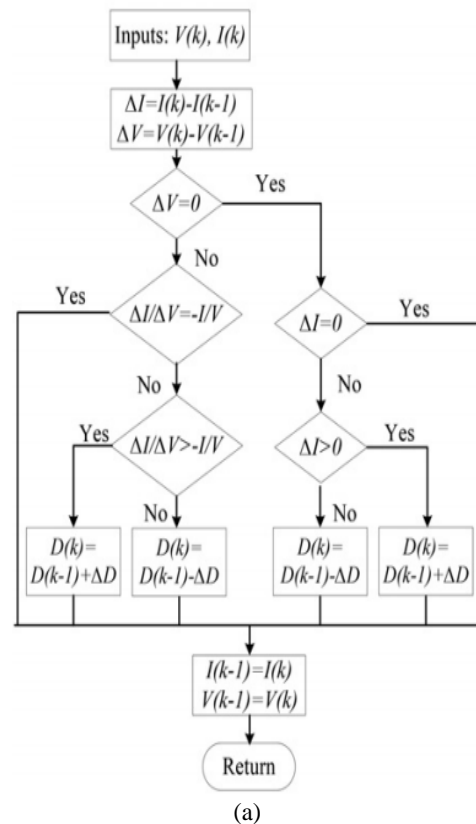 Inputs: V(k), I(k)
ΔI=I(k)-I(k-1)
ΔV=V(k)-V(k-1)
ΔV=0
Yes
No
Yes
ΔI/ΔV=-I/V
ΔI=0
Yes
No
No
Yes
ΔI/ΔV>-I/V
ΔI>0
Yes
No
No
D(k)=
D(k-1)+ΔD
D(k)=
D(k-1)-ΔD
D(k)=
D(k-1)-ΔD
D(k)=
D(k-1)+ΔD
I(k-1)=I(k)
V(k-1)=V(k)
Return
(a)